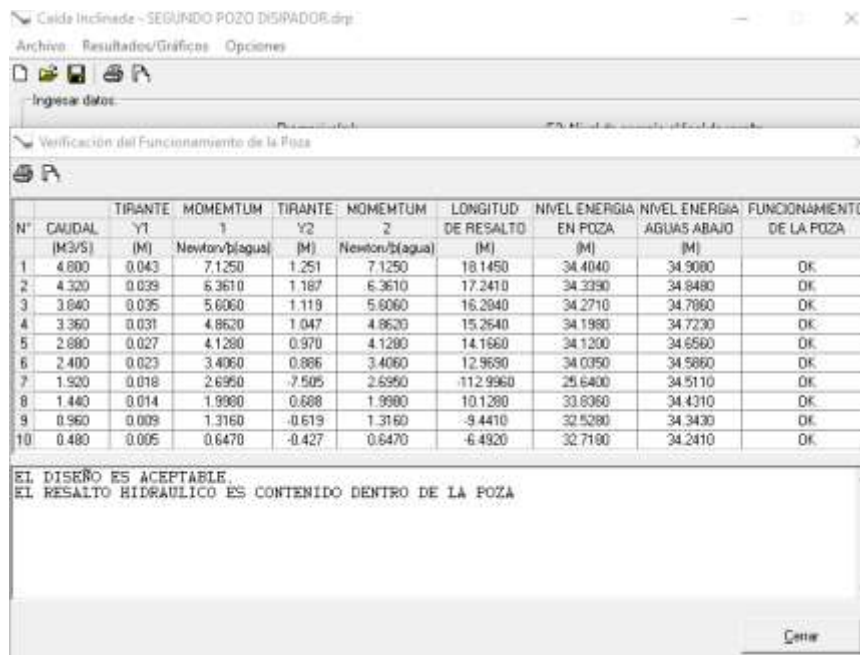 Caida Inclinada - SEGUNDO POZO DISIPADOR.drp
Archivo Resultados/Gráficos Opciones
Ingresar datos
Verificación del Funcionamiento de la Poza
TIRANTE MOMEMTUM TIRANTE MOMEMTUM LONGITUD NIVEL ENERGIA NIVEL ENERGIA FUNCIONAMIENTO
N° CAUDAL Y1 1 Y2 2 DE RESALTO EN POZA AGUAS ABAJO DE LA POZA
(M3/S) (M) Newton/þ(agua) (M) Newton/þ(agua) (M) (M) (M)
1 4.800 0.043 7.1250 1.251 7.1250 18.1450 34.4040 34.9080 OK
2 4.320 0.039 6.3610 1.187 6.3610 17.2410 34.3390 34.8480 OK
3 3.840 0.035 5.6060 1.119 5.6060 16.2840 34.2710 34.7860 OK
4 3.360 0.031 4.8620 1.047 4.8620 15.2640 34.1980 34.7230 OK
5 2.880 0.027 4.1280 0.970 4.1280 14.1660 34.1200 34.6560 OK
6 2.400 0.023 3.4060 0.886 3.4060 12.9690 34.0350 34.5860 OK
7 1.920 0.018 2.6950 -7.505 2.6950 -112.9960 25.6400 34.5110 OK
8 1.440 0.014 1.9980 0.688 1.9980 10.1280 33.8360 34.4310 OK
9 0.960 0.009 1.3160 -0.619 1.3160 -9.4410 32.5280 34.3430 OK
10 0.480 0.005 0.6470 -0.427 0.6470 -6.4920 32.7180 34.2410 OK
EL DISEÑO ES ACEPTABLE.
EL RESALTO HIDRAULICO ES CONTENIDO DENTRO DE LA POZA
Cerrar